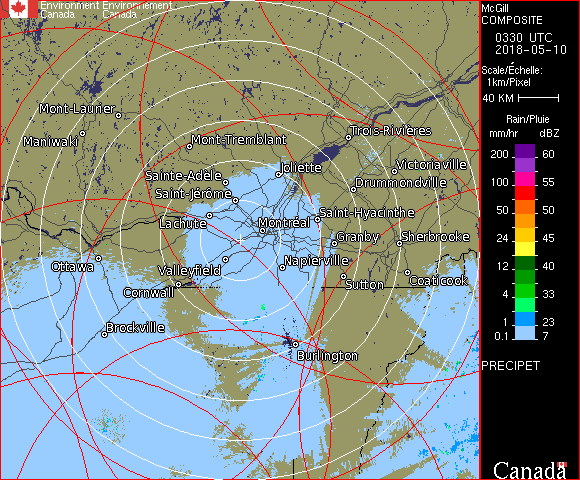 Environment Environnement
Canada Canada
Mont-Laurier
Maniwaki
Mont-Tremblant
Trois-Rivières
Sainte-Adèle
Joliette
Victoriaville
Saint-Jérôme
Drummondville
Lachute
Montréal
Saint-Hyacinthe
Granby
Sherbrooke
Ottawa
Valleyfield
Napierville
Cornwall
Sutton
Coaticook
Brockville
Burlington
McGill
COMPOSITE
0330 UTC
2018-05-10
Scale/Échelle:
1km/Pixel
40 KM
Rain/Pluie
mm/hr dBZ
200 60
100 55
50 50
24 45
12 40
8 33
4 33
1 23
0.1 7
PRECIPET
Canada